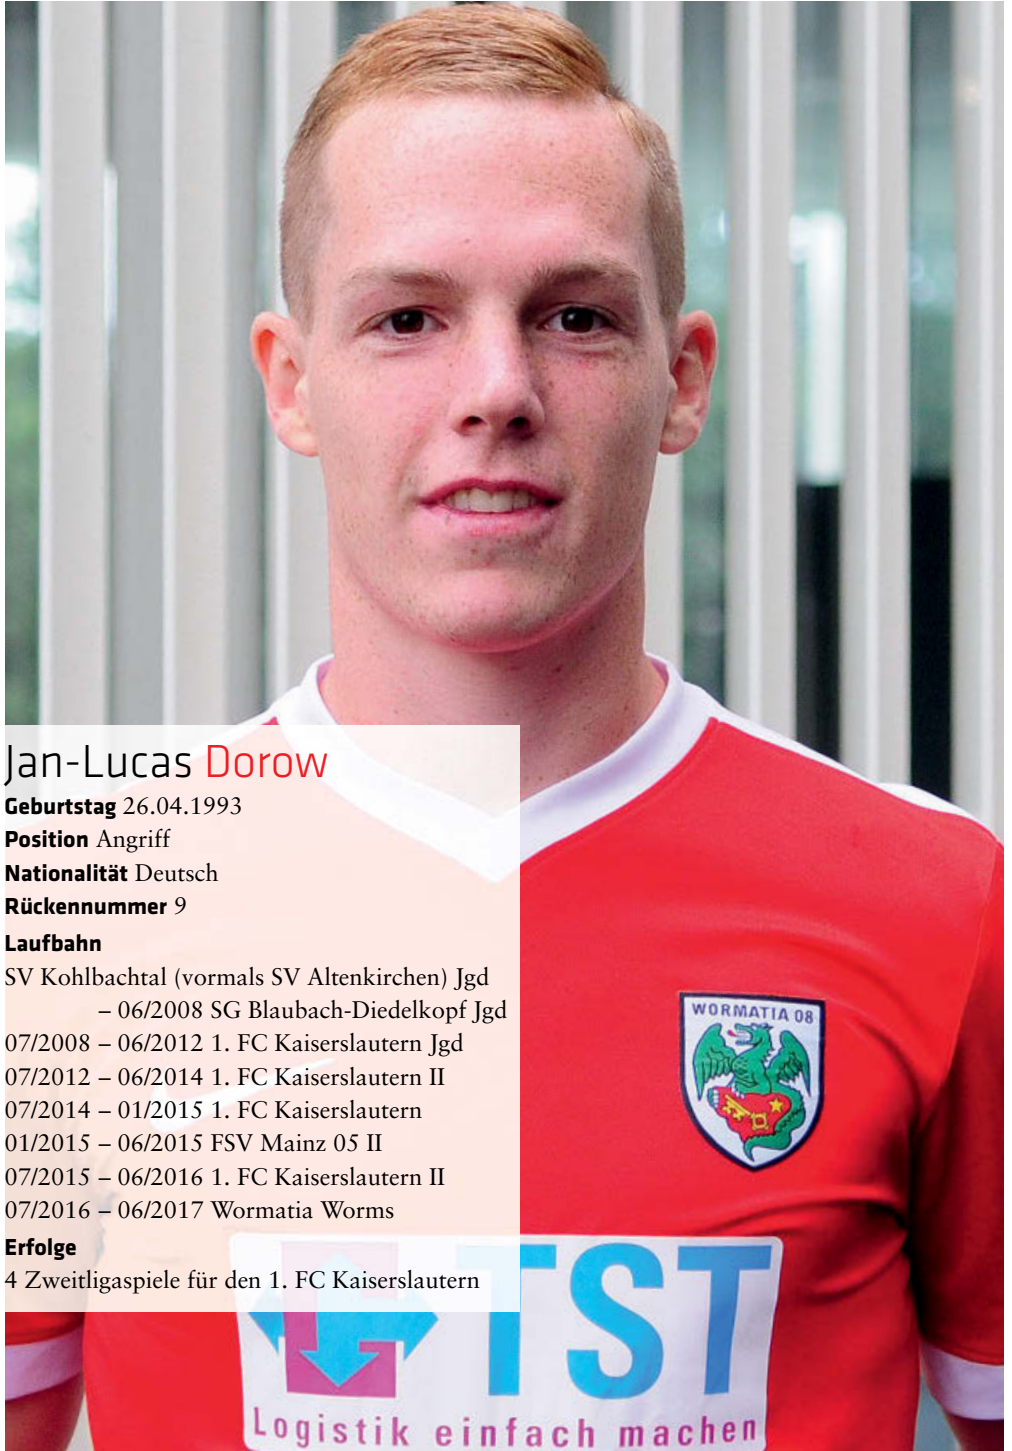 Jan-Lucas Dorow
Geburtstag 26.04.1993
Position Angriff
Nationalität Deutsch
Rückennummer 9
Laufbahn
SV Kohlbachtal (vormals SV Altenkirchen) Jgd
– 06/2008 SG Blaubach-Diedelkopf Jgd
07/2008 – 06/2012 1. FC Kaiserslautern Jgd
07/2012 – 06/2014 1. FC Kaiserslautern II
07/2014 – 01/2015 1. FC Kaiserslautern
01/2015 – 06/2015 FSV Mainz 05 II
07/2015 – 06/2016 1. FC Kaiserslautern II
07/2016 – 06/2017 Wormatia Worms
Erfolge
4 Zweitligaspiele für den 1. FC Kaiserslautern
WORMATIA 08
TST
Logistik einfach machen